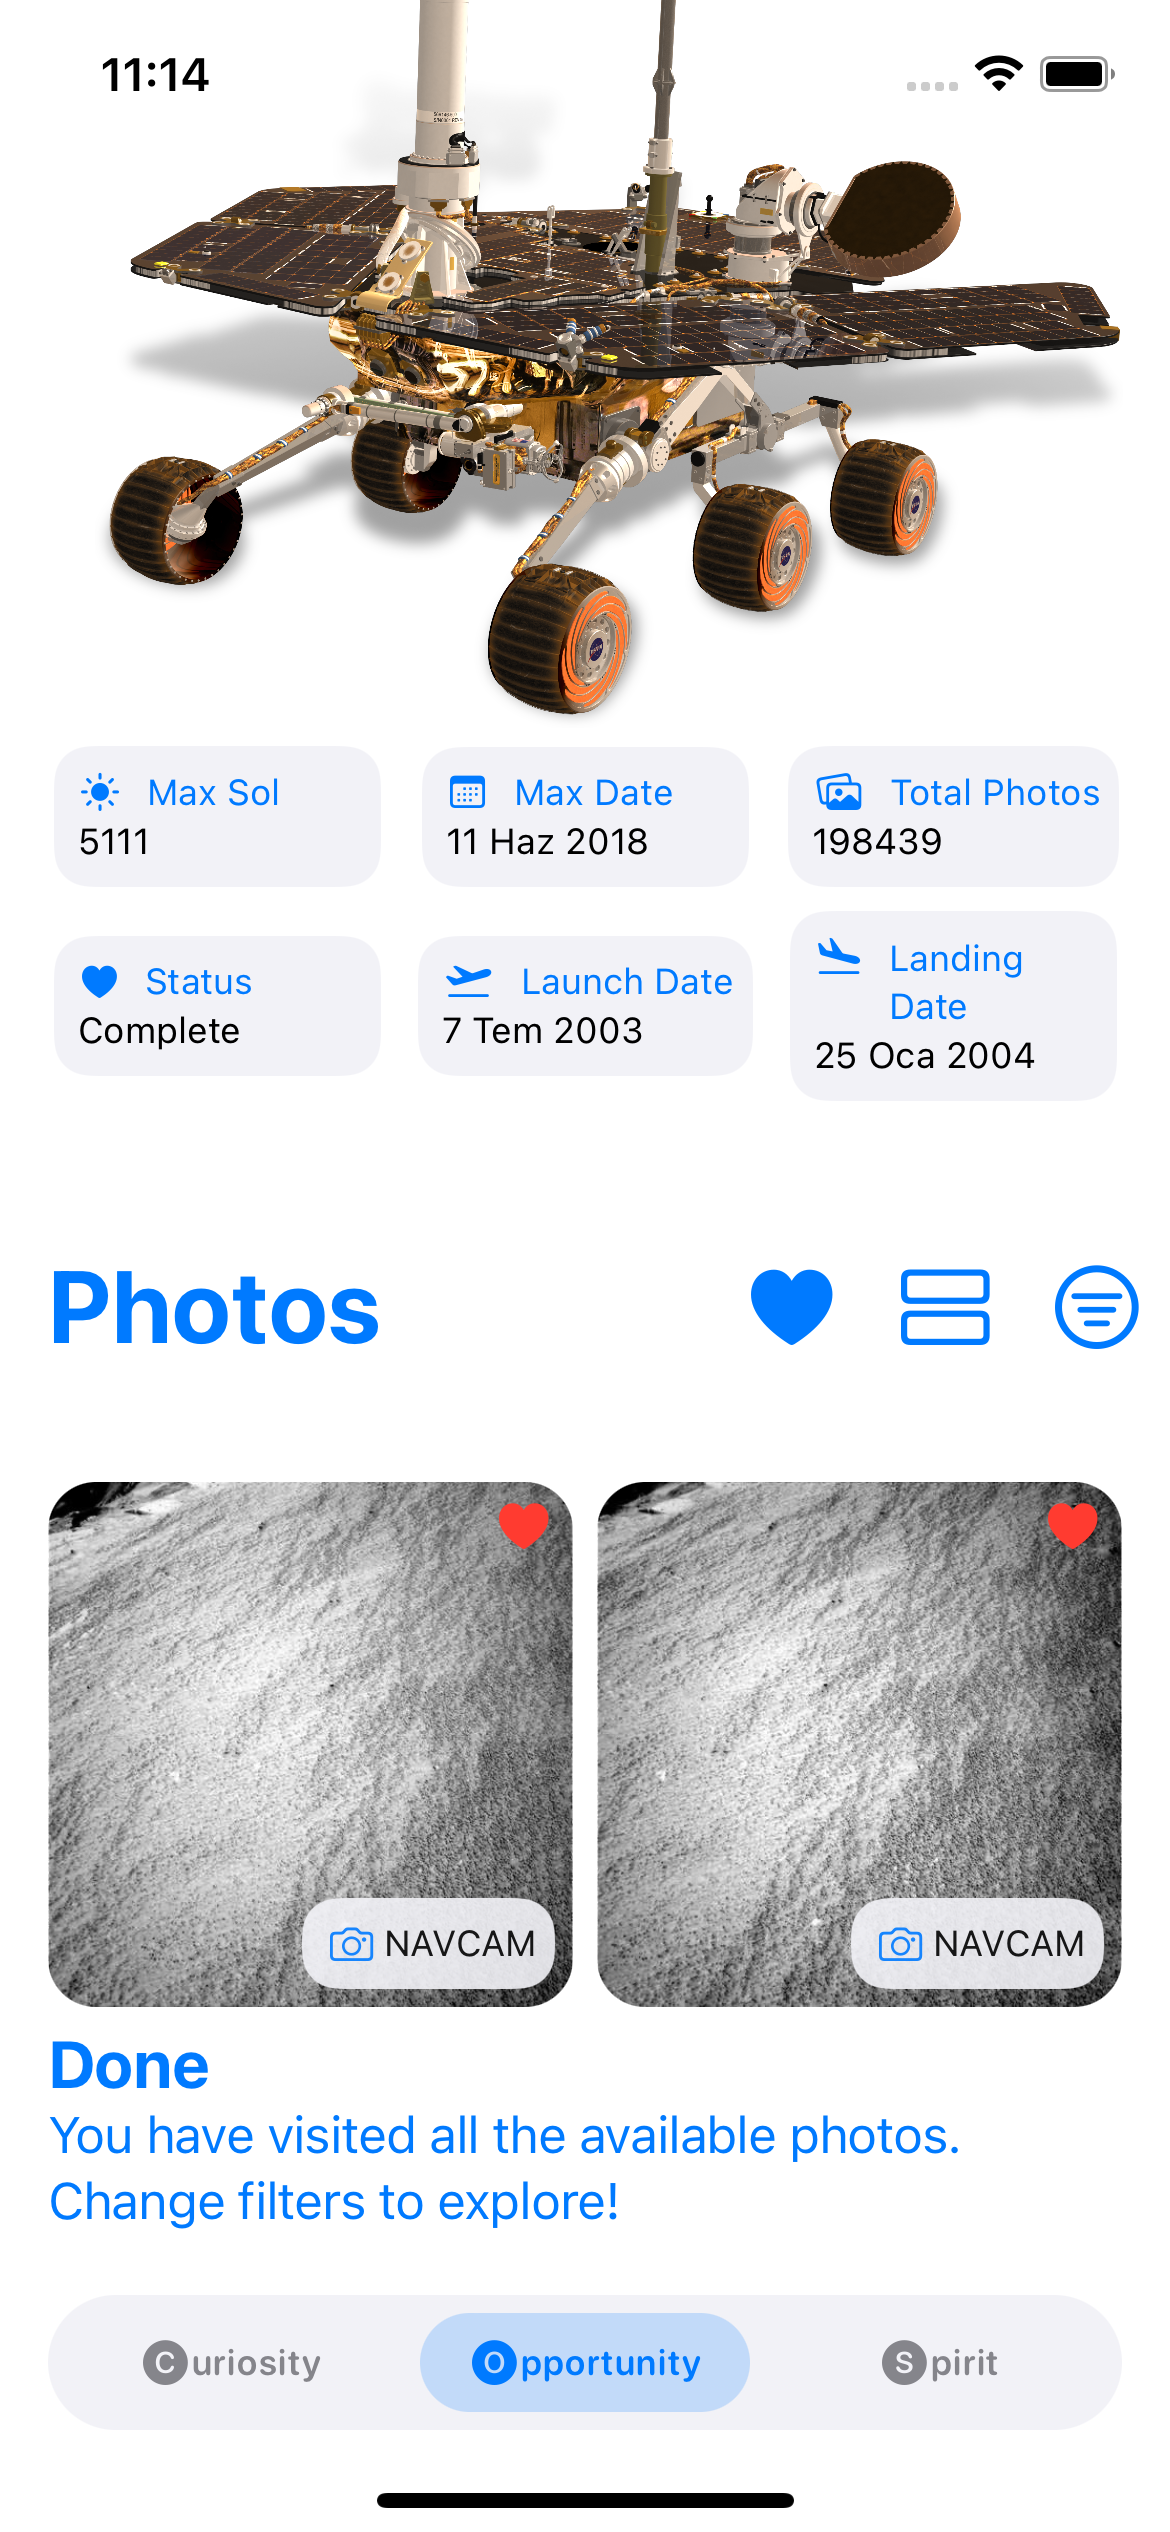 11:14
Max Sol
5111
Max Date
11 Haz 2018
Total Photos
198439
Status
Complete
Launch Date
7 Tem 2003
Landing
Date
25 Oca 2004
Photos
NAVCAM
NAVCAM
Done
You have visited all the available photos.
Change filters to explore!
Curiosity
Opportunity
Spirit